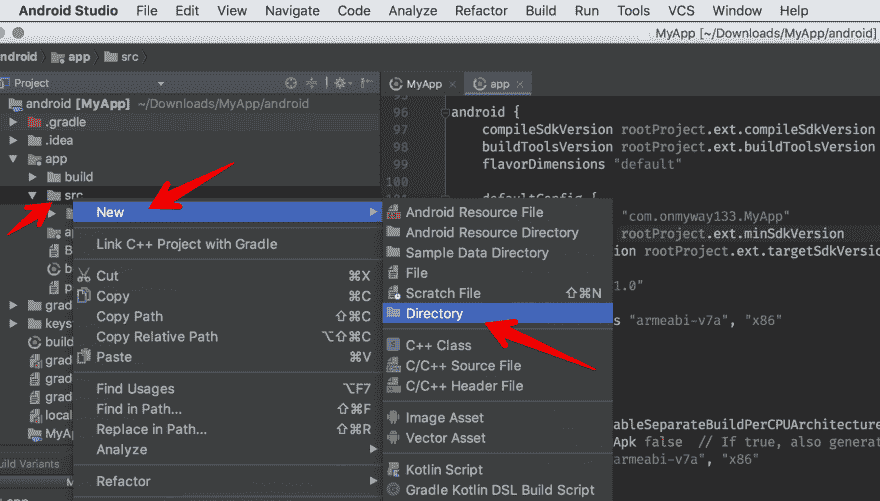 Android Studio File Edit View Navigate Code Analyze Refactor Build Run Tools VCS Window Help
MyApp [~/Downloads/MyApp/android]
ndroid app src
Project
MyApp
app
android [MyApp] ~/Downloads/MyApp/android
.gradle
.idea
app
build
src
96 android {
97 compileSdkVersion rootProject.ext.compileSdkVersion
98 buildToolsVersion rootProject.ext.buildToolsVersion
99 flavorDimensions "default"
100
defaultConfig {
"com.onmyway133.MyApp"
rootProject.ext.minSdkVersion
ion rootProject.ext.targetSdkVersio
1.0"
s "armeabi-v7a", "x86"
ableSeparateBuildPerCPUArchitecture
Apk false // If true, also generat
armeabi-v7a", "x86"
New
Link C++ Project with Gradle
Cut ⌘X
Copy ⌘C
Copy Path ⇧⌘C
Copy Relative Path ⌥⇧⌘C
Paste ⌘V
Find Usages ⌥F7
Find in Path... ⇧⌘F
Replace in Path... ⇧⌘R
Analyze
Refactor
Android Resource File
Android Resource Directory
Sample Data Directory
File
Scratch File ⇧⌘N
Directory
C++ Class
C/C++ Source File
C/C++ Header File
Image Asset
Vector Asset
Kotlin Script
Gradle Kotlin DSL Build Script
grad
keys
build
grad
grad
grad
local
MyAp
uild Variants